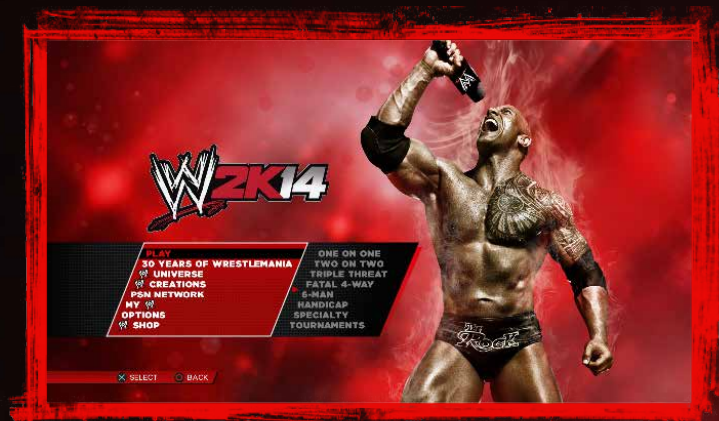 W 2K14
PLAY
30 YEARS OF WRESTLEMANIA
W UNIVERSE
W CREATIONS
PSN NETWORK
MY W
OPTIONS
W SHOP
ONE ON ONE
TWO ON TWO
TRIPLE THREAT
FATAL 4-WAY
6-MAN
HANDICAP
SPECIALTY
TOURNAMENTS
SELECT
BACK
ROCK